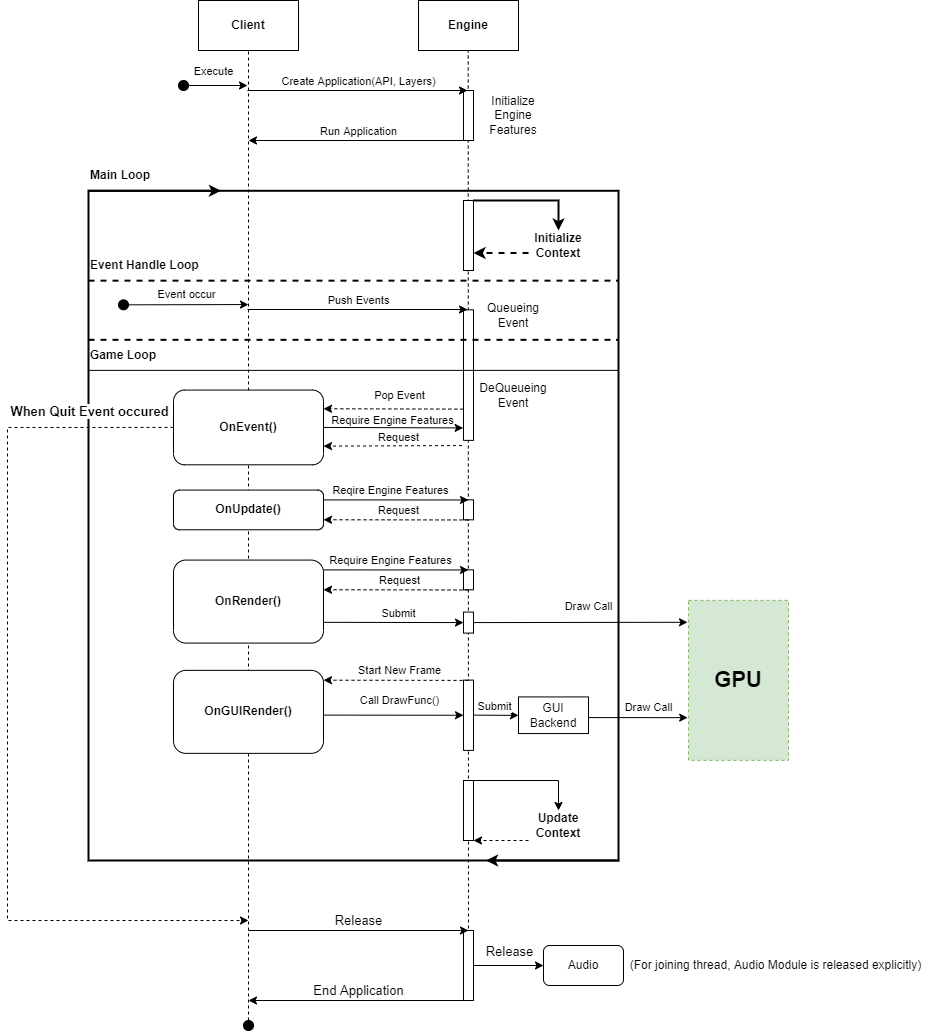 Client
Engine
Execute
Create Application(API, Layers)
Initialize
Engine
Features
Run Application
Main Loop
Initialize
Context
Event Handle Loop
Event occur
Push Events
Queueing
Event
Game Loop
DeQueueing
Event
Pop Event
When Quit Event occured
OnEvent()
Require Engine Features
Request
Reqire Engine Features
OnUpdate()
Request
Require Engine Features
Request
OnRender()
Submit
Draw Call
GPU
Start New Frame
OnGUIRender()
Call DrawFunc()
Submit
GUI
Backend
Draw Call
Update
Context
Release
Release
Audio
(For joining thread, Audio Module is released explicitly)
End Application